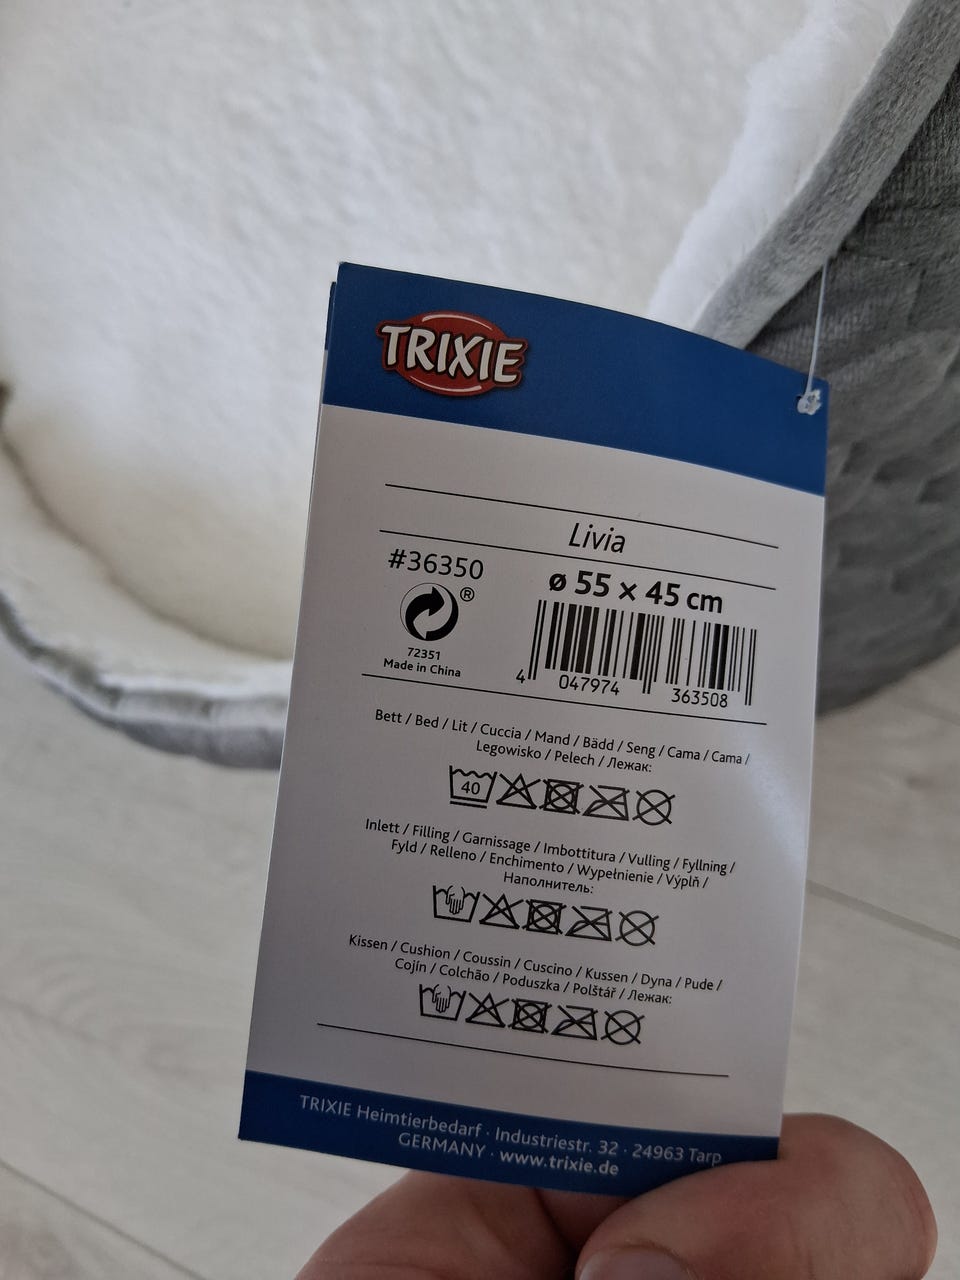 TRIXIE
Livia
#36350
ø 55 x 45 cm
®
72351
Made in China
4 047974 363508
Bett / Bed / Lit / Cuccia / Mand / Bädd / Seng / Cama / Cama /
Legowisko / Pelech / Лежак:
40
Inlett / Filling / Garnissage / Imbottitura / Vulling / Fyllning /
Fyld / Relleno / Enchimento / Wypełnienie / Výplň /
Наполнитель:
Kissen / Cushion / Coussin / Cuscino / Kussen / Dyna / Pude /
Cojín / Colchão / Poduszka / Polštář / Лежак:
TRIXIE Heimtierbedarf · Industriestr. 32 · 24963 Tarp
GERMANY · www.trixie.de